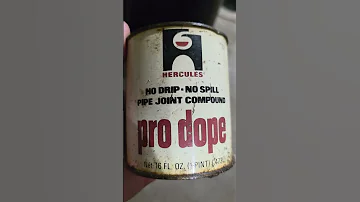 HERCULES
NO DRIP • NO SPILL
PIPE JOINT COMPOUND
pro dope
16 FL. OZ. (1 PINT)